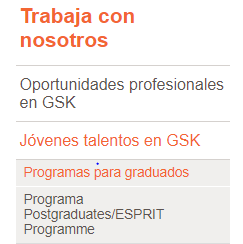 Trabaja con
nosotros
Oportunidades profesionales
en GSK
Jóvenes talentos en GSK
Programas para graduados
Programa
Postgraduates/ESPRIT
Programme